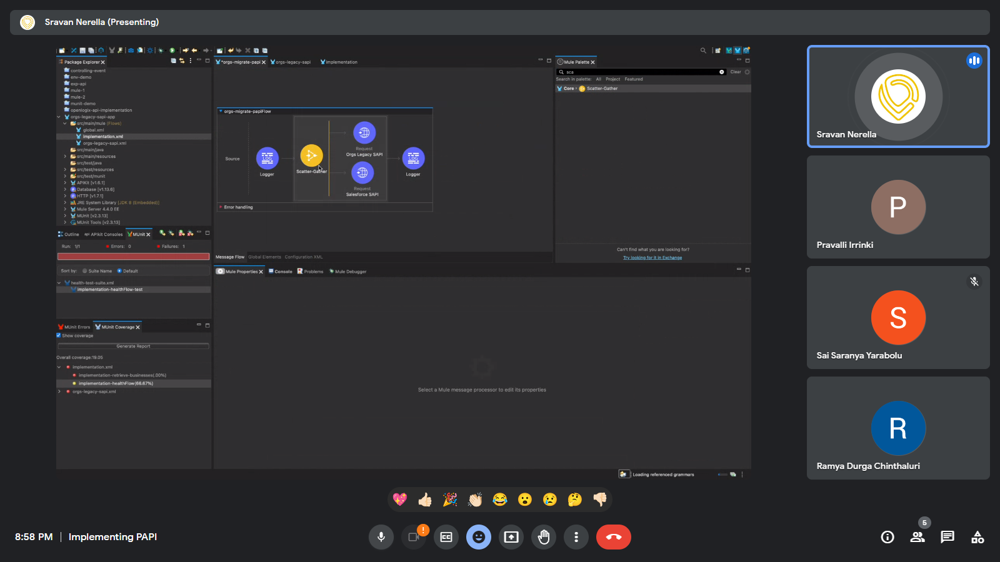 Sravan Nerella (Presenting)
Package Explorer
controlling-event
env-demo
exp-api
mule-1
mule-2
munit-demo
openlogix-api-implementation
orgs-legacy-sapi-app
src/main/mule (Flows)
global.xml
implementation.xml
orgs-legacy-sapi.xml
src/main/java
src/main/resources
src/test/java
src/test/resources
src/test/munit
APIKit [v1.6.1]
Database [v1.13.6]
HTTP [v1.7.1]
JRE System Library [JDK 8 (Embedded)]
Mule Server 4.4.0 EE
MUnit [v2.3.13]
MUnit Tools [v2.3.13]
Outline
APIkit Consoles
MUnit
Run: 1/1
Errors: 0
Failures: 1
Sort by:
Suite Name
Default
health-test-suite.xml
implementation-healthFlow-test
MUnit Errors
MUnit Coverage
Show coverage
Generate Report
Overall coverage:19.05
implementation.xml
implementation-retrieve-businesses(.00%)
implementation-healthFlow(66.67%)
orgs-legacy-sapi.xml
*orgs-migrate-papi
orgs-legacy-sapi
implementation
orgs-migrate-papiFlow
Source
LOG
Logger
Scatter-Gather
Request
Orgs Legacy SAPI
Request
Salesforce SAPI
LOG
Logger
Error handling
Message Flow
Global Elements
Configuration XML
Mule Palette
sca
Clear
Search in palette:
All
Project
Featured
Core
Scatter-Gather
Can't find what you are looking for?
Try looking for it in Exchange
Mule Properties
Console
Problems
Mule Debugger
Select a Mule message processor to edit its properties
Loading referenced grammars
Sravan Nerella
P
Pravalli Irrinki
S
Sai Saranya Yarabolu
R
Ramya Durga Chinthaluri
8:58 PM | Implementing PAPI
!
CC
5